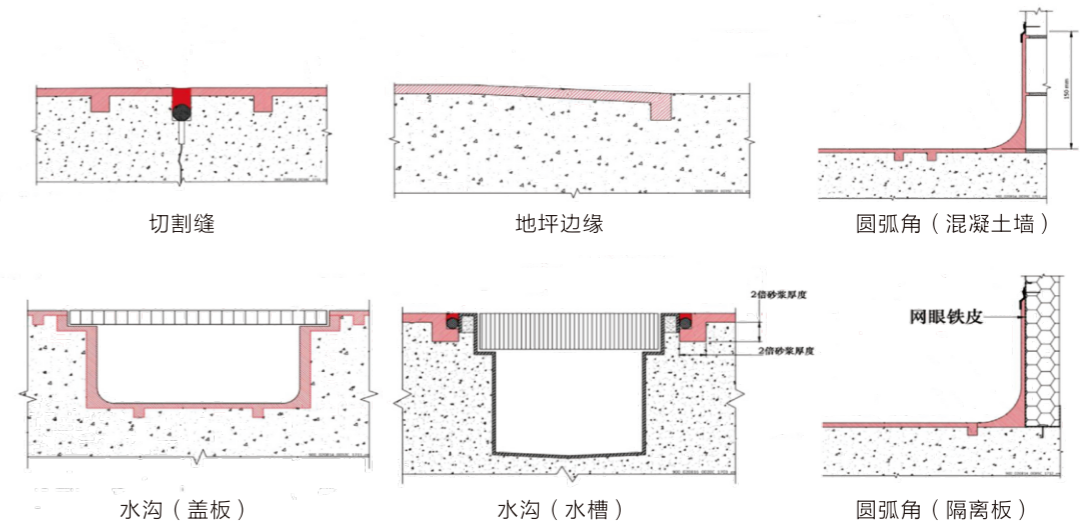 150 mm
切割缝
地坪边缘
圆弧角（混凝土墙）
2倍砂浆厚度
网眼铁皮
2倍砂浆厚度
水沟（盖板）
水沟（水槽）
圆弧角（隔离板）